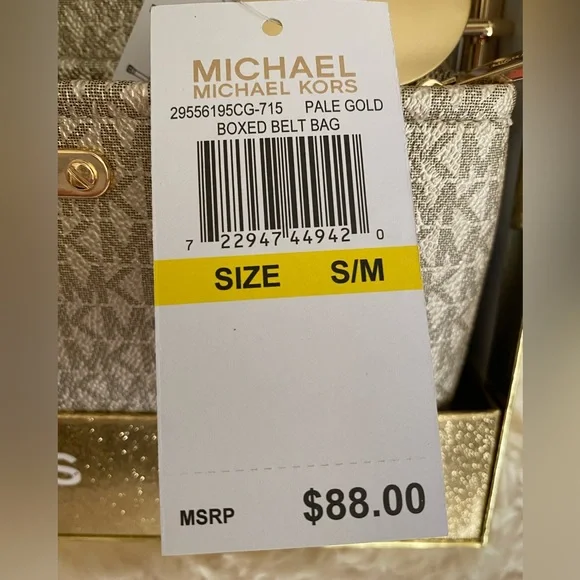 MICHAEL
MICHAEL KORS
29556195CG-715 PALE GOLD
BOXED BELT BAG
7 22947 44942 0
SIZE S/M
MSRP $88.00
S